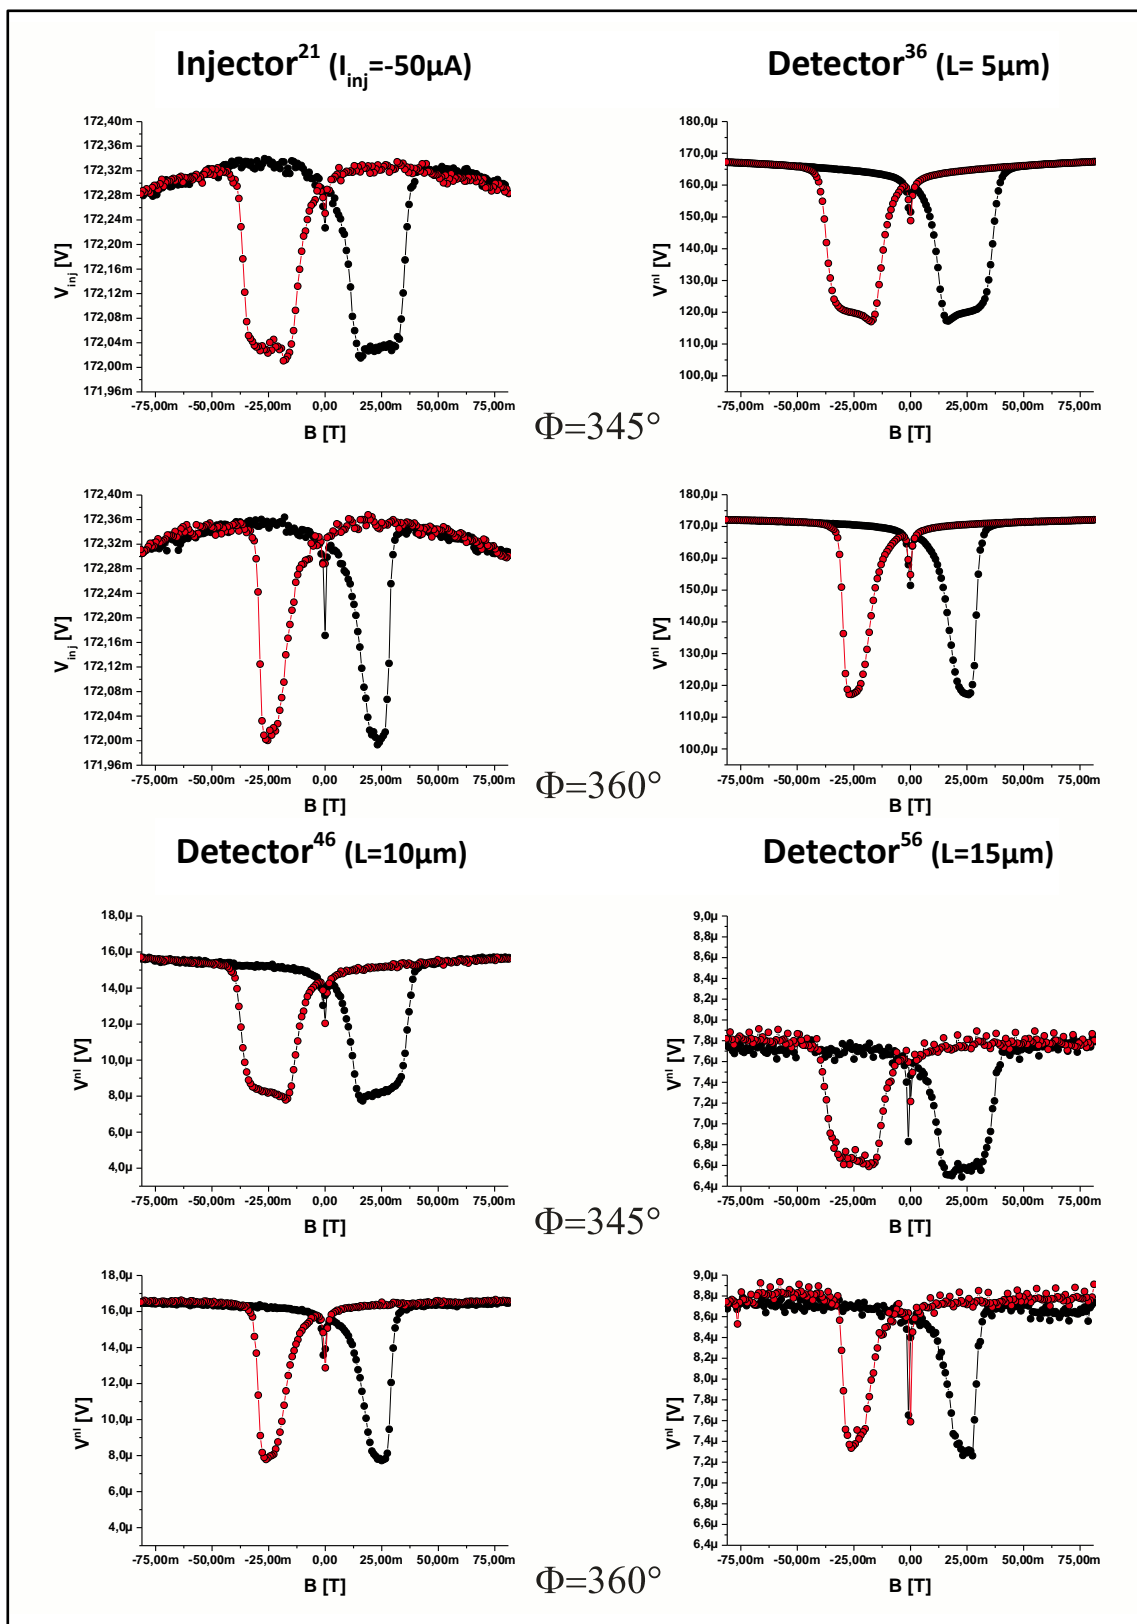 Injector²¹ (I_inj=-50µA)
Detector³⁶ (L= 5µm)
172,40m
172,36m
172,32m
172,28m
172,24m
172,20m
172,16m
172,12m
172,08m
172,04m
172,00m
171,96m
V_inj [V]
-75,00m -50,00m -25,00m 0,00 25,00m 50,00m 75,00m
B [T]
180,0µ
170,0µ
160,0µ
150,0µ
140,0µ
130,0µ
120,0µ
110,0µ
100,0µ
Vⁿˡ [V]
-75,00m -50,00m -25,00m 0,00 25,00m 50,00m 75,00m
B [T]
Φ=345°
172,40m
172,36m
172,32m
172,28m
172,24m
172,20m
172,16m
172,12m
172,08m
172,04m
172,00m
171,96m
V_inj [V]
-75,00m -50,00m -25,00m 0,00 25,00m 50,00m 75,00m
B [T]
180,0µ
170,0µ
160,0µ
150,0µ
140,0µ
130,0µ
120,0µ
110,0µ
100,0µ
Vⁿˡ [V]
-75,00m -50,00m -25,00m 0,00 25,00m 50,00m 75,00m
B [T]
Φ=360°
Detector⁴⁶ (L=10µm)
Detector⁵⁶ (L=15µm)
18,0µ
16,0µ
14,0µ
12,0µ
10,0µ
8,0µ
6,0µ
4,0µ
Vⁿˡ [V]
-75,00m -50,00m -25,00m 0,00 25,00m 50,00m 75,00m
B [T]
9,0µ
8,8µ
8,6µ
8,4µ
8,2µ
8,0µ
7,8µ
7,6µ
7,4µ
7,2µ
7,0µ
6,8µ
6,6µ
6,4µ
Vⁿˡ [V]
-75,00m -50,00m -25,00m 0,00 25,00m 50,00m 75,00m
B [T]
Φ=345°
18,0µ
16,0µ
14,0µ
12,0µ
10,0µ
8,0µ
6,0µ
4,0µ
Vⁿˡ [V]
-75,00m -50,00m -25,00m 0,00 25,00m 50,00m 75,00m
B [T]
9,0µ
8,8µ
8,6µ
8,4µ
8,2µ
8,0µ
7,8µ
7,6µ
7,4µ
7,2µ
7,0µ
6,8µ
6,6µ
6,4µ
Vⁿˡ [V]
-75,00m -50,00m -25,00m 0,00 25,00m 50,00m 75,00m
B [T]
Φ=360°